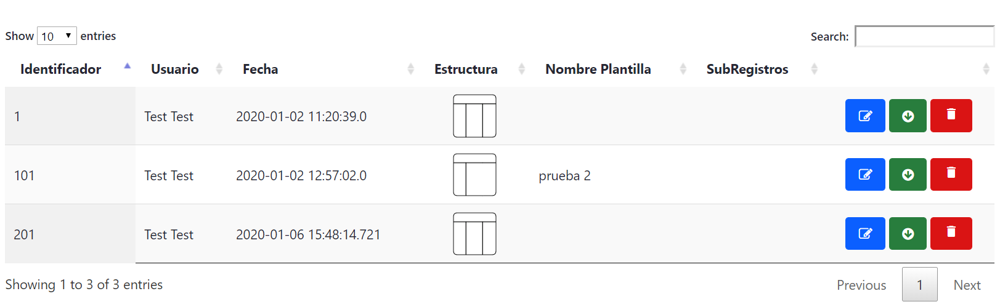 Show 10 entries Search:
Identificador Usuario Fecha Estructura Nombre Plantilla SubRegistros
1 Test Test 2020-01-02 11:20:39.0
101 Test Test 2020-01-02 12:57:02.0 prueba 2
201 Test Test 2020-01-06 15:48:14.721
Showing 1 to 3 of 3 entries Previous 1 Next